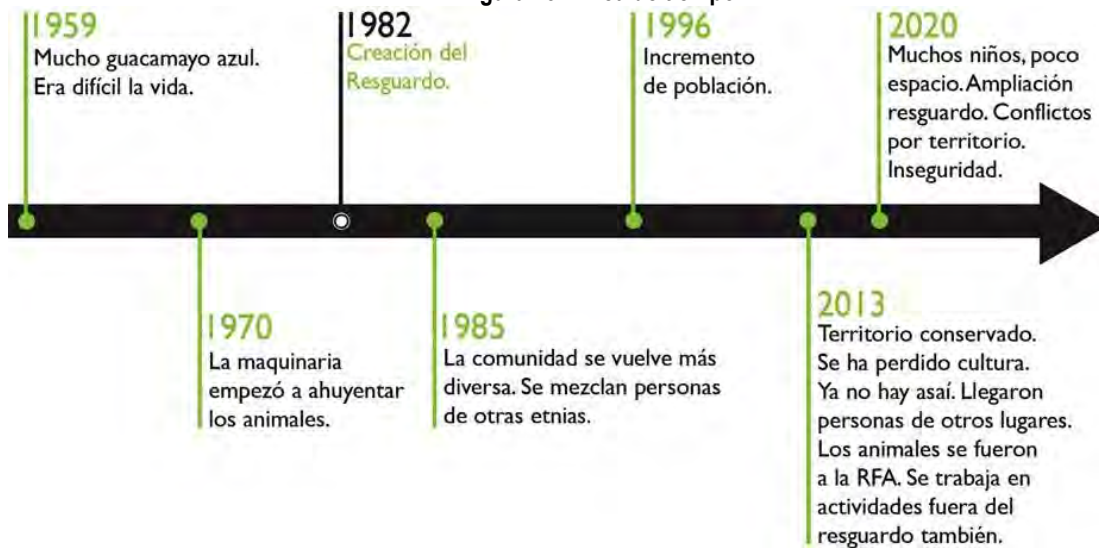 1959
Mucho guacamayo azul.
Era difícil la vida.
1982
Creación del
Resguardo.
1996
Incremento
de población.
2020
Muchos niños, poco
espacio. Ampliación
resguardo. Conflictos
por territorio.
Inseguridad.
1970
La maquinaria
empezó a ahuyentar
los animales.
1985
La comunidad se vuelve más
diversa. Se mezclan personas
de otras etnias.
2013
Territorio conservado.
Se ha perdido cultura.
Ya no hay asaí. Llegaron
personas de otros lugares.
Los animales se fueron
a la RFA. Se trabaja en
actividades fuera del
resguardo también.